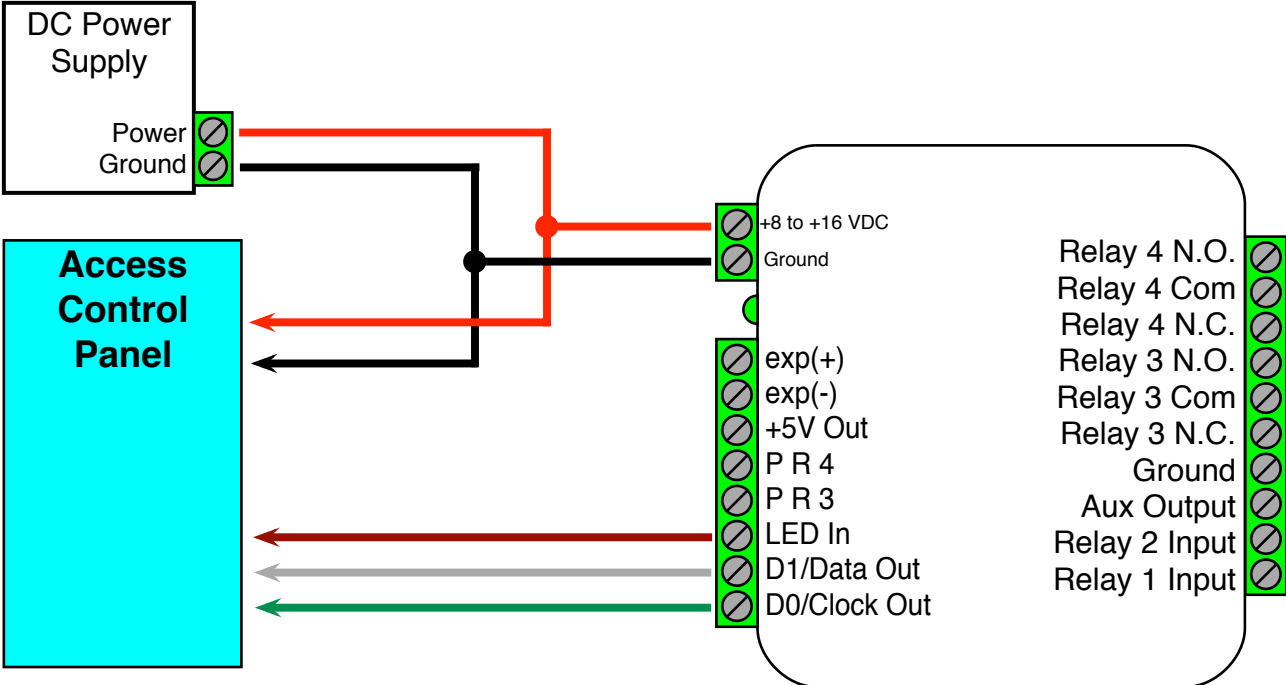 DC Power
Supply
Power
Ground
Access
Control
Panel
+8 to +16 VDC
Ground
exp(+)
exp(-)
+5V Out
P R 4
P R 3
LED In
D1/Data Out
D0/Clock Out
Relay 4 N.O.
Relay 4 Com
Relay 4 N.C.
Relay 3 N.O.
Relay 3 Com
Relay 3 N.C.
Ground
Aux Output
Relay 2 Input
Relay 1 Input